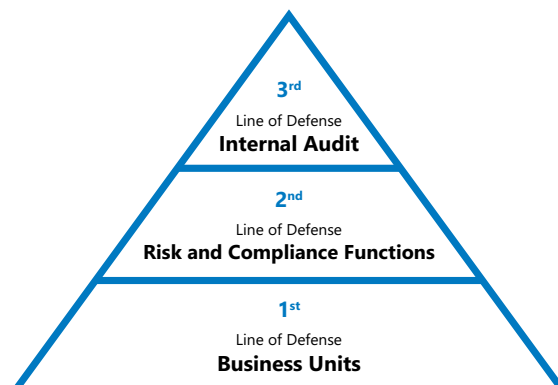 3rd
Line of Defense
Internal Audit
2nd
Line of Defense
Risk and Compliance Functions
1st
Line of Defense
Business Units